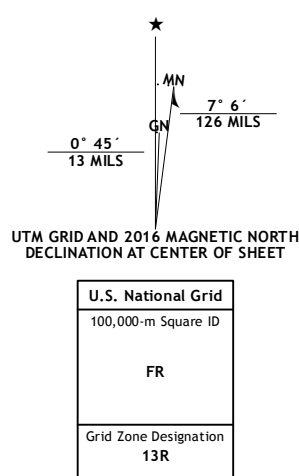 ★
MN
GN
7° 6´
126 MILS
0° 45´
13 MILS
UTM GRID AND 2016 MAGNETIC NORTH
DECLINATION AT CENTER OF SHEET
U.S. National Grid
100,000-m Square ID
FR
Grid Zone Designation
13R